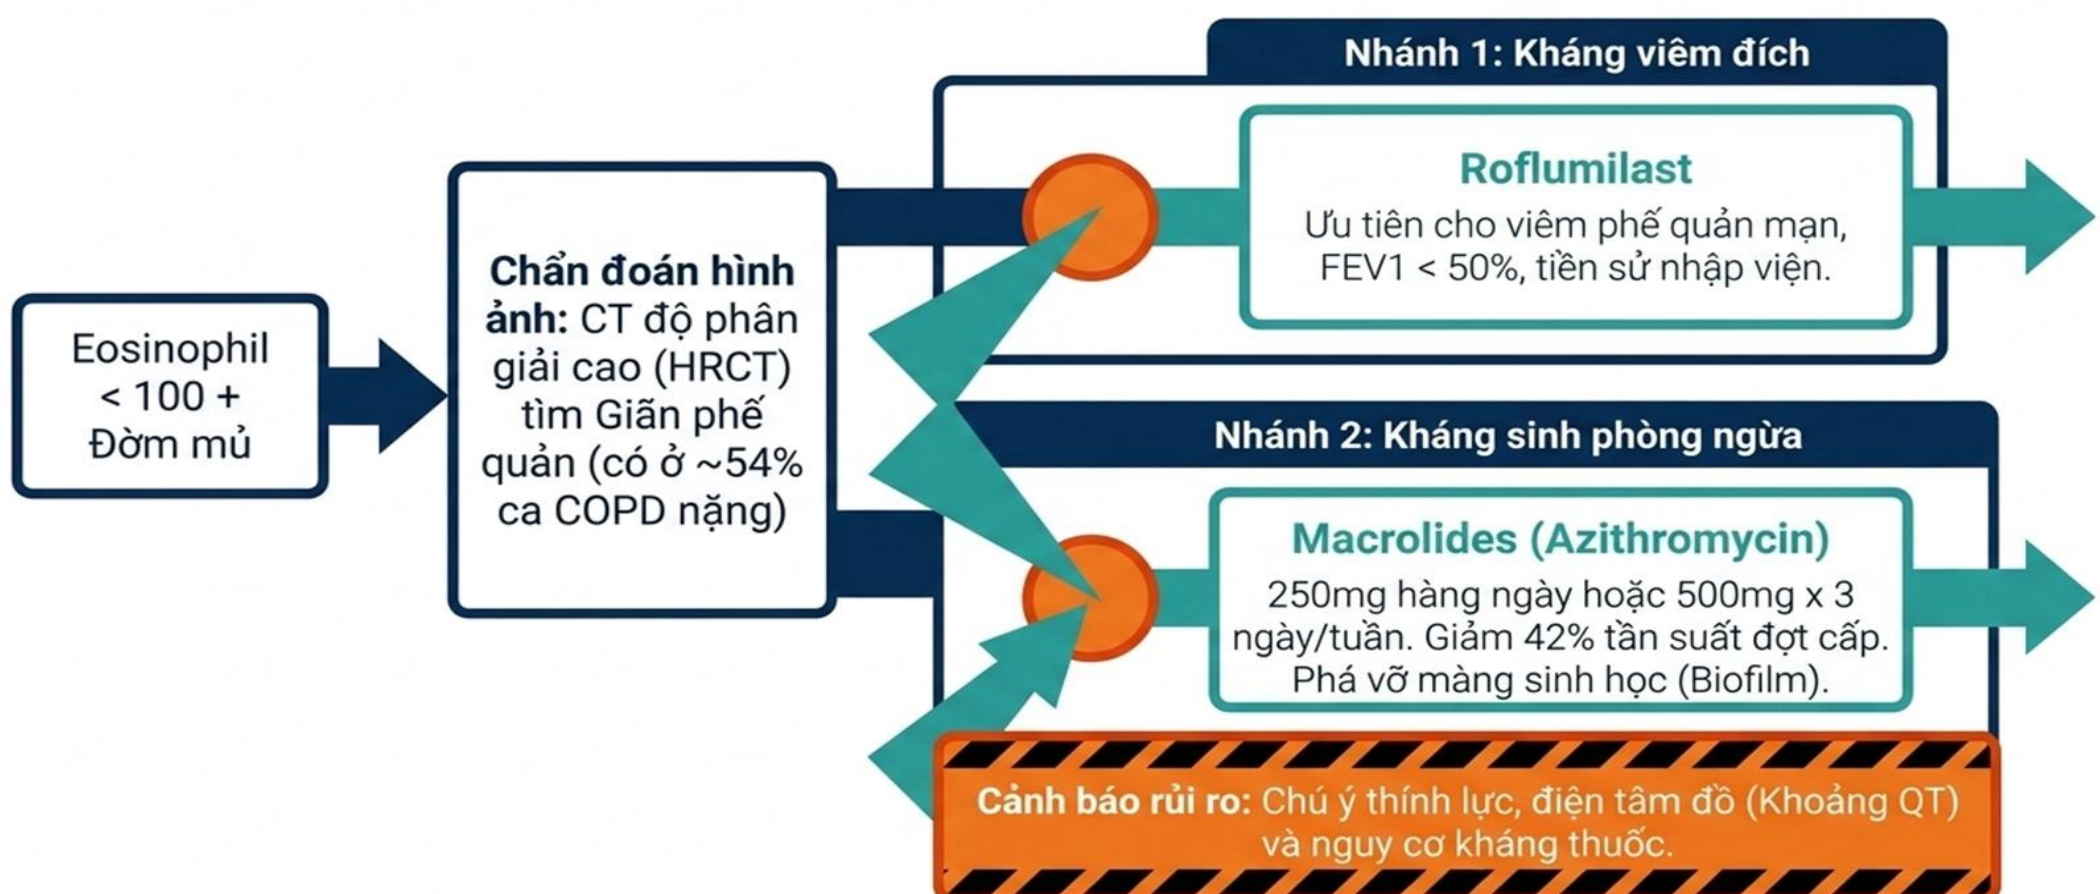 Eosinophil
< 100 +
Đờm mủ
Chẩn đoán hình
ảnh: CT độ phân
giải cao (HRCT)
tìm Giãn phế
quản (có ở ~54%
ca COPD nặng)
Nhánh 1: Kháng viêm đích
Roflumilast
Ưu tiên cho viêm phế quản mạn,
FEV1 < 50%, tiền sử nhập viện.
Nhánh 2: Kháng sinh phòng ngừa
Macrolides (Azithromycin)
250mg hàng ngày hoặc 500mg x 3
ngày/tuần. Giảm 42% tần suất đợt cấp.
Phá vỡ màng sinh học (Biofilm).
Cảnh báo rủi ro: Chú ý thính lực, điện tâm đồ (Khoảng QT)
và nguy cơ kháng thuốc.